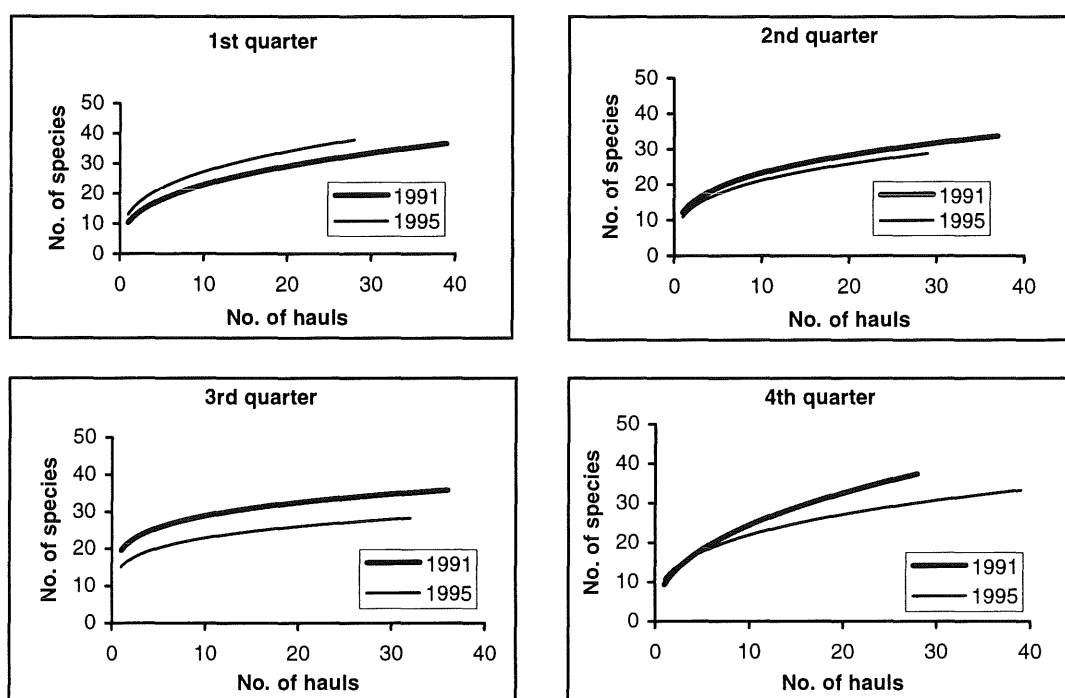 1st quarter
No. of species
50
40
30
20
10
0
1991
1995
0 10 20 30 40
No. of hauls
2nd quarter
No. of species
50
40
30
20
10
0
1991
1995
0 10 20 30 40
No. of hauls
3rd quarter
No. of species
50
40
30
20
10
0
1991
1995
0 10 20 30 40
No. of hauls
4th quarter
No. of species
50
40
30
20
10
0
1991
1995
0 10 20 30 40
No. of hauls